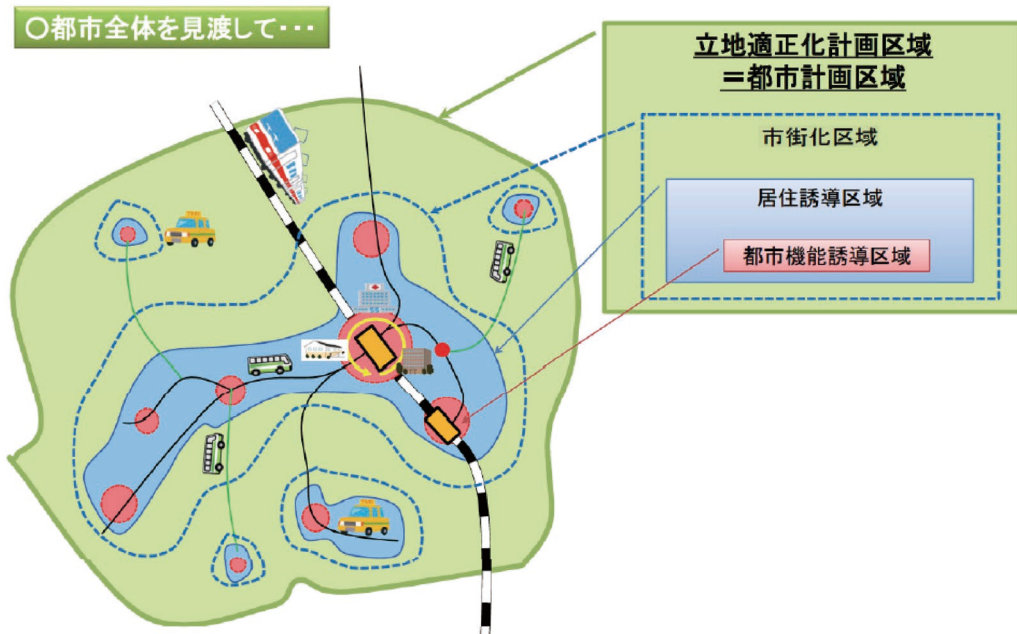 〇都市全体を見渡して・・・
立地適正化計画区域
＝都市計画区域
市街化区域
居住誘導区域
都市機能誘導区域